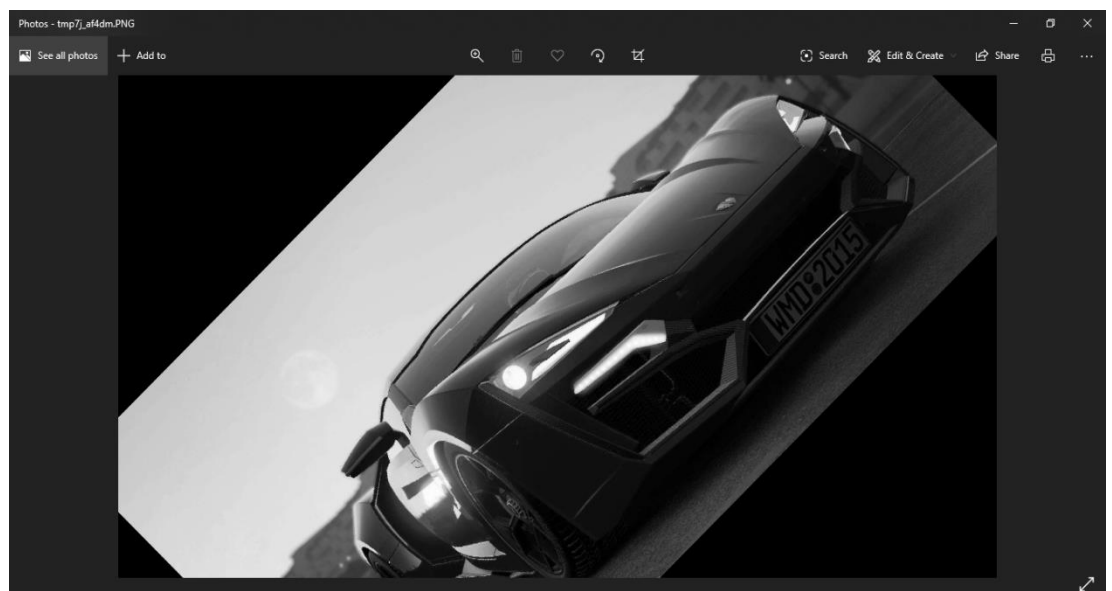 Photos - tmp7j_af4dm.PNG
See all photos
Add to
Search
Edit & Create
Share
WMD 2015